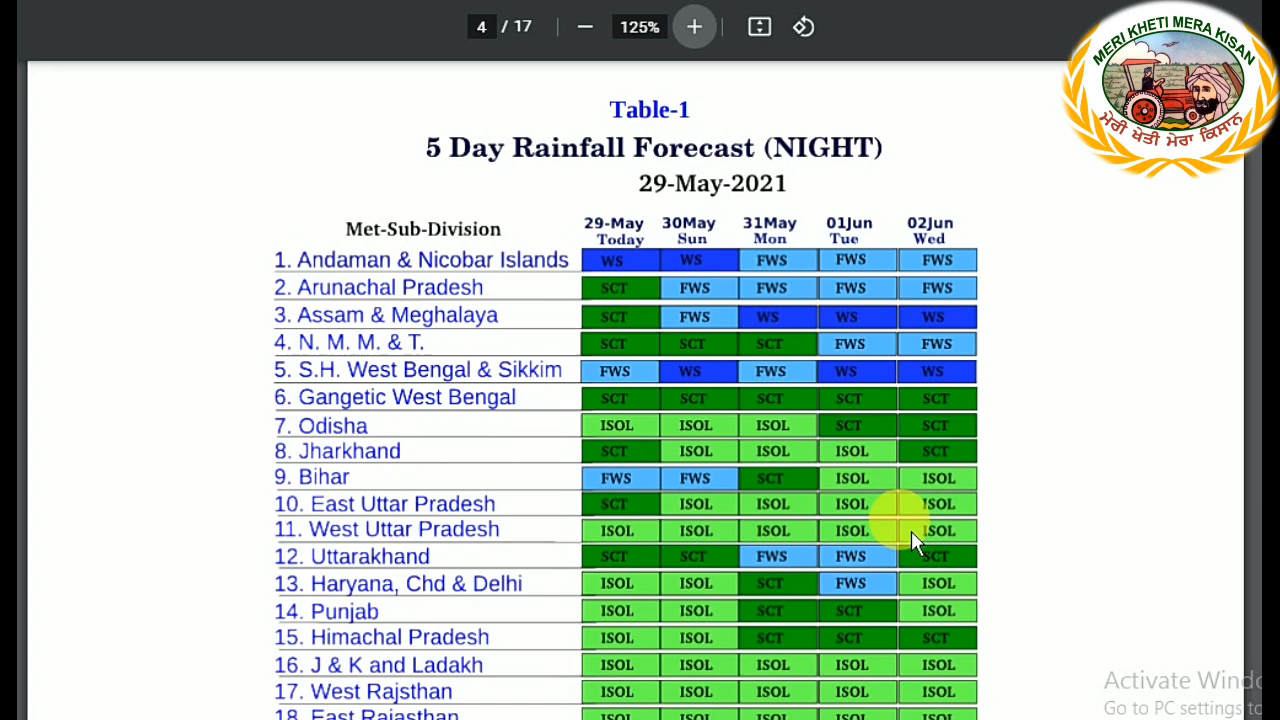 4 / 17
125%
MERI KHETI MERA KISAN
ਮੇਰੀ ਖੇਤੀ ਮੇਰਾ ਕਿਸਾਨ
Table-1
5 Day Rainfall Forecast (NIGHT)
29-May-2021
Met-Sub-Division 29-May Today 30May Sun 31May Mon 01Jun Tue 02Jun Wed
1. Andaman & Nicobar Islands WS WS FWS FWS FWS
2. Arunachal Pradesh SCT FWS FWS FWS FWS
3. Assam & Meghalaya SCT FWS WS WS WS
4. N. M. M. & T. SCT SCT SCT FWS FWS
5. S.H. West Bengal & Sikkim FWS WS FWS WS WS
6. Gangetic West Bengal SCT SCT SCT SCT SCT
7. Odisha ISOL ISOL ISOL SCT SCT
8. Jharkhand SCT ISOL ISOL ISOL SCT
9. Bihar FWS FWS SCT ISOL ISOL
10. East Uttar Pradesh SCT ISOL ISOL ISOL ISOL
11. West Uttar Pradesh ISOL ISOL ISOL ISOL ISOL
12. Uttarakhand SCT SCT FWS FWS SCT
13. Haryana, Chd & Delhi ISOL ISOL SCT FWS ISOL
14. Punjab ISOL ISOL SCT SCT ISOL
15. Himachal Pradesh ISOL ISOL SCT SCT SCT
16. J & K and Ladakh ISOL ISOL ISOL ISOL ISOL
17. West Rajsthan ISOL ISOL ISOL ISOL ISOL
18. East Rajasthan ISOL ISOL ISOL ISOL ISOL
Activate Windo
Go to PC settings to